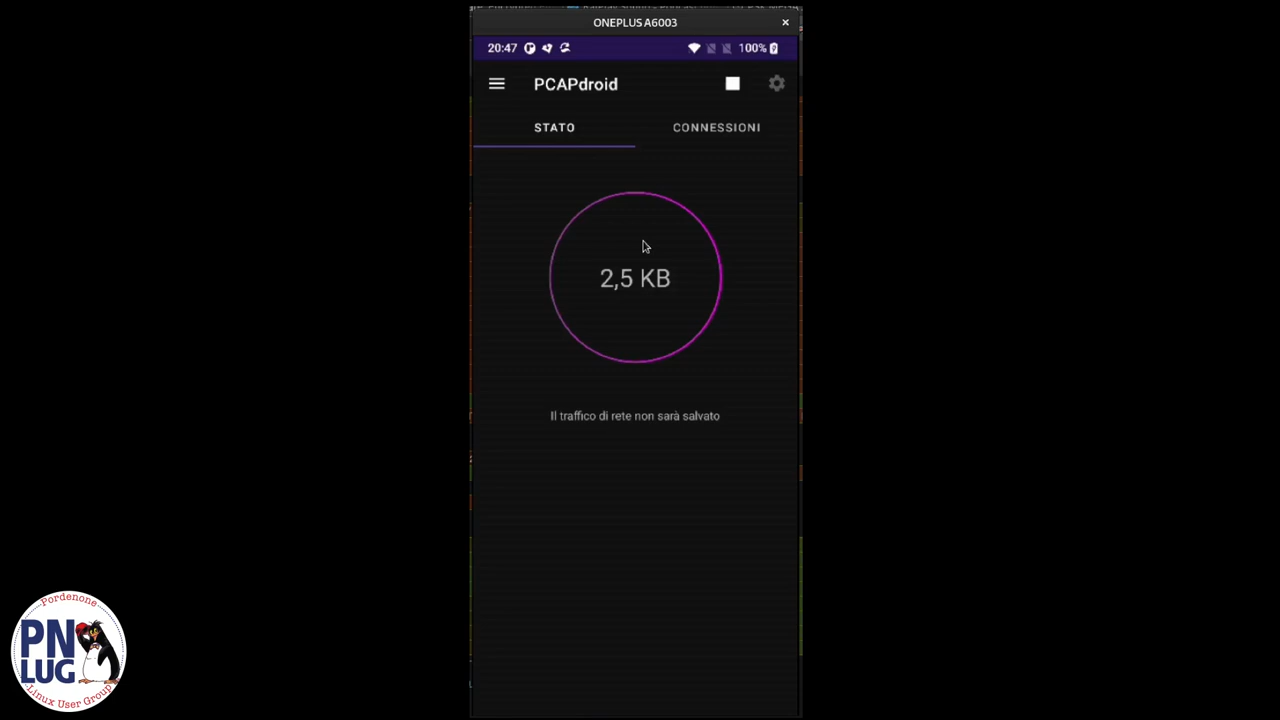 ONEPLUS A6003
20:47
100%
PCAPdroid
STATO
CONNESSIONI
2,5 KB
Il traffico di rete non sarà salvato
Pordenone
PN
LUG
Linux User Group